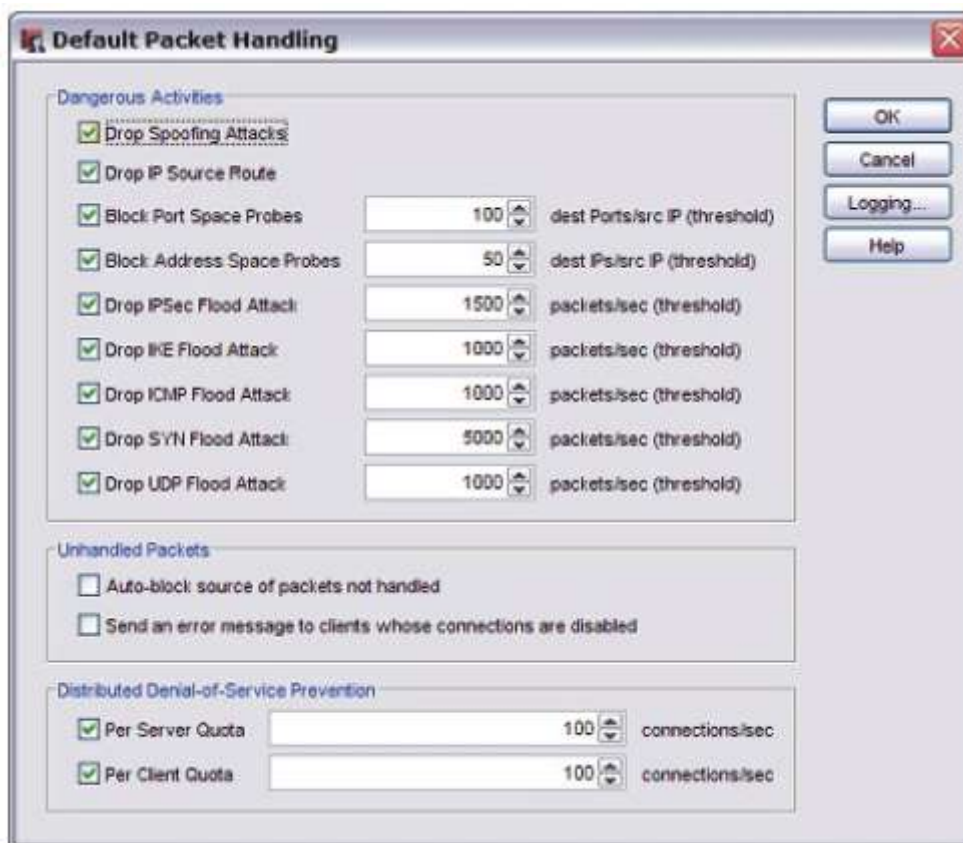 Default Packet Handling
Dangerous Activities
Drop Spoofing Attacks
Drop IP Source Route
Block Port Space Probes 100 dest Ports/src IP (threshold)
Block Address Space Probes 50 dest IPs/src IP (threshold)
Drop IPSec Flood Attack 1500 packets/sec (threshold)
Drop IKE Flood Attack 1000 packets/sec (threshold)
Drop ICMP Flood Attack 1000 packets/sec (threshold)
Drop SYN Flood Attack 5000 packets/sec (threshold)
Drop UDP Flood Attack 1000 packets/sec (threshold)
OK
Cancel
Logging...
Help
Unhandled Packets
Auto-block source of packets not handled
Send an error message to clients whose connections are disabled
Distributed Denial-of-Service Prevention
Per Server Quota 100 connections/sec
Per Client Quota 100 connections/sec